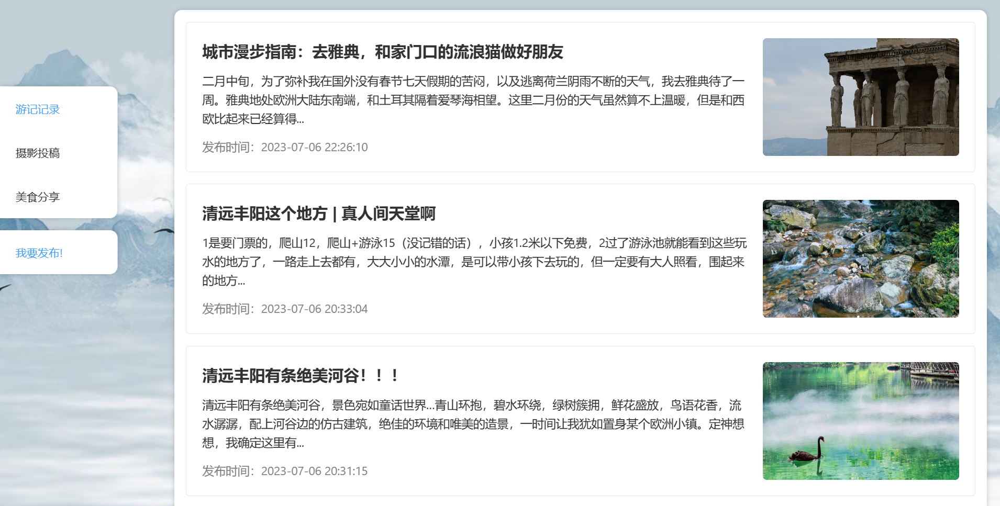 游记记录
摄影投稿
美食分享
我要发布!
城市漫步指南：去雅典，和家门口的流浪猫做好朋友
二月中旬，为了弥补我在国外没有春节七天假期的苦闷，以及逃离荷兰阴雨不断的天气，我去雅典待了一
周。雅典地处欧洲大陆东南端，和土耳其隔着爱琴海相望。这里二月份的天气虽然算不上温暖，但是和西
欧比起来已经算得...
发布时间：2023-07-06 22:26:10
清远丰阳这个地方 | 真人间天堂啊
1是要门票的，爬山12，爬山+游泳15（没记错的话），小孩1.2米以下免费，2过了游泳池就能看到这些玩
水的地方了，一路走上去都有，大大小小的水潭，是可以带小孩下去玩的，但一定要有大人照看，围起来
的地方...
发布时间：2023-07-06 20:33:04
清远丰阳有条绝美河谷！！！
清远丰阳有条绝美河谷，景色宛如童话世界...青山环抱，碧水环绕，绿树簇拥，鲜花盛放，鸟语花香，流
水潺潺，配上河谷边的仿古建筑，绝佳的环境和唯美的造景，一时间让我犹如置身某个欧洲小镇。定神想
想，我确定这里有...
发布时间：2023-07-06 20:31:15